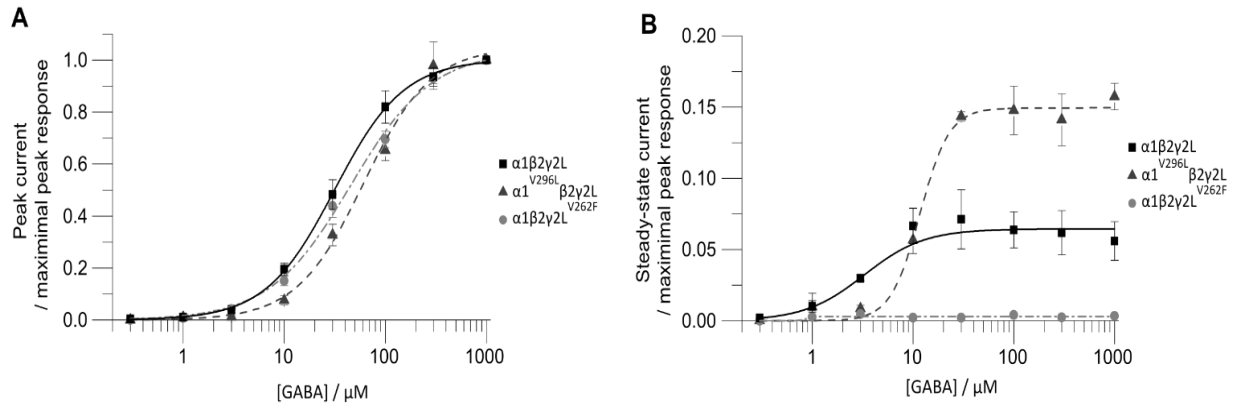 A
Peak current
/ maximimal peak response
1.0
0.8
0.6
0.4
0.2
0.0
1
10
100
1000
[GABA] / µM
α1β2γ2L
α1V296Lβ2γ2L
α1β2γ2LV262F
B
Steady-state current
/ maximimal peak response
0.20
0.15
0.10
0.05
0.00
1
10
100
1000
[GABA] / µM
α1β2γ2L
α1V296Lβ2γ2L
α1β2γ2LV262F